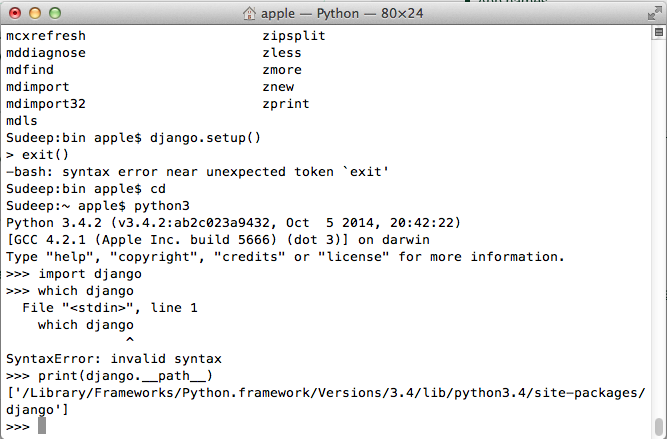 apple — Python — 80×24
mcxrefresh zipsplit
mddiagnose zless
mdfind zmore
mdimport znew
mdimport32 zprint
mdls
Sudeep:bin apple$ django.setup()
> exit()
-bash: syntax error near unexpected token `exit'
Sudeep:bin apple$ cd
Sudeep:~ apple$ python3
Python 3.4.2 (v3.4.2:ab2c023a9432, Oct  5 2014, 20:42:22)
[GCC 4.2.1 (Apple Inc. build 5666) (dot 3)] on darwin
Type "help", "copyright", "credits" or "license" for more information.
>>> import django
>>> which django
  File "<stdin>", line 1
    which django
               ^
SyntaxError: invalid syntax
>>> print(django.__path__)
['/Library/Frameworks/Python.framework/Versions/3.4/lib/python3.4/site-packages/
django']
>>>